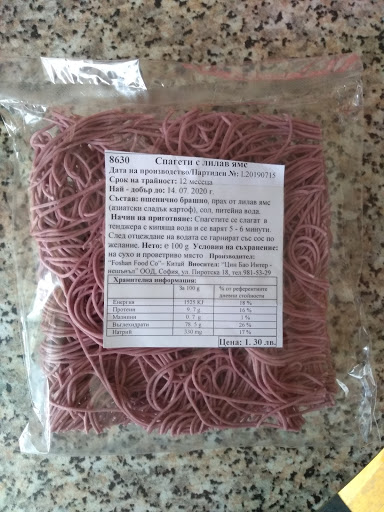 8630 Спагети с лилав ямс
Дата на производство/Партиден №: L20190715
Срок на трайност: 12 месеца
Най - добър до: 14. 07. 2020 г.
Състав: пшенично брашно, прах от лилав ямс
(азиатски сладък картоф), сол, питейна вода.
Начин на приготвяне: Спагетите се слагат в
тенджера с кипяща вода и се варят 5 - 6 минути.
След отцеждане на водата се гарнират със сос по
желание. Нето: е 100 g Условия на съхранение:
на сухо и проветриво място Производител:
"Foshan Food Co"- Китай Вносител: "Цин Бао Интер -
нешънъл" ООД, София, ул. Пиротска 18, тел.981-53-29
Хранителна информация:
За 100 g % от референтния дневни стойности
Енергия 1525 KJ 18 %
Протеин 9. 7 g 16 %
Мазнини 0. 7 g 1 %
Въглехидрати 78. 5 g 26 %
Натрий 330 mg 17 %
Цена: 1. 30 лв.